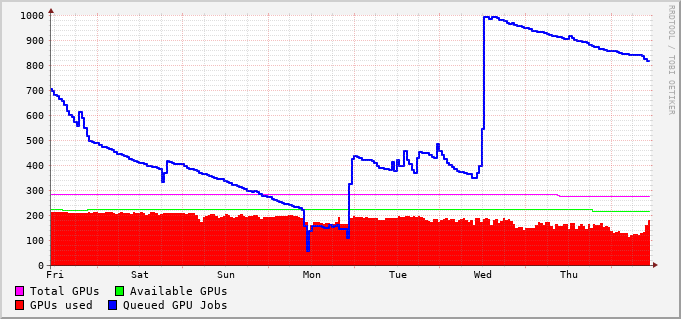 1000
900
800
700
600
500
400
300
200
100
0
Fri Sat Sun Mon Tue Wed Thu
Total GPUs Available GPUs
GPUs used Queued GPU Jobs
RRDTOOL / TOBI OETIKER